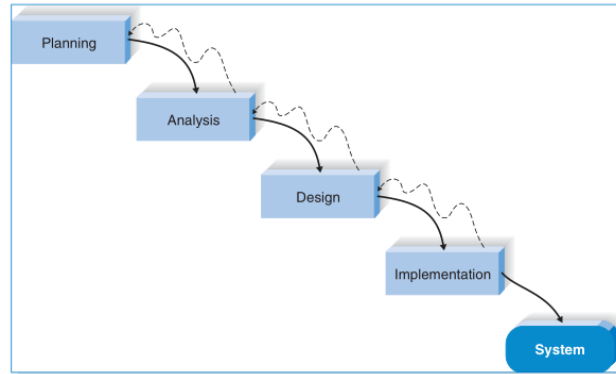 Planning
Analysis
Design
Implementation
System